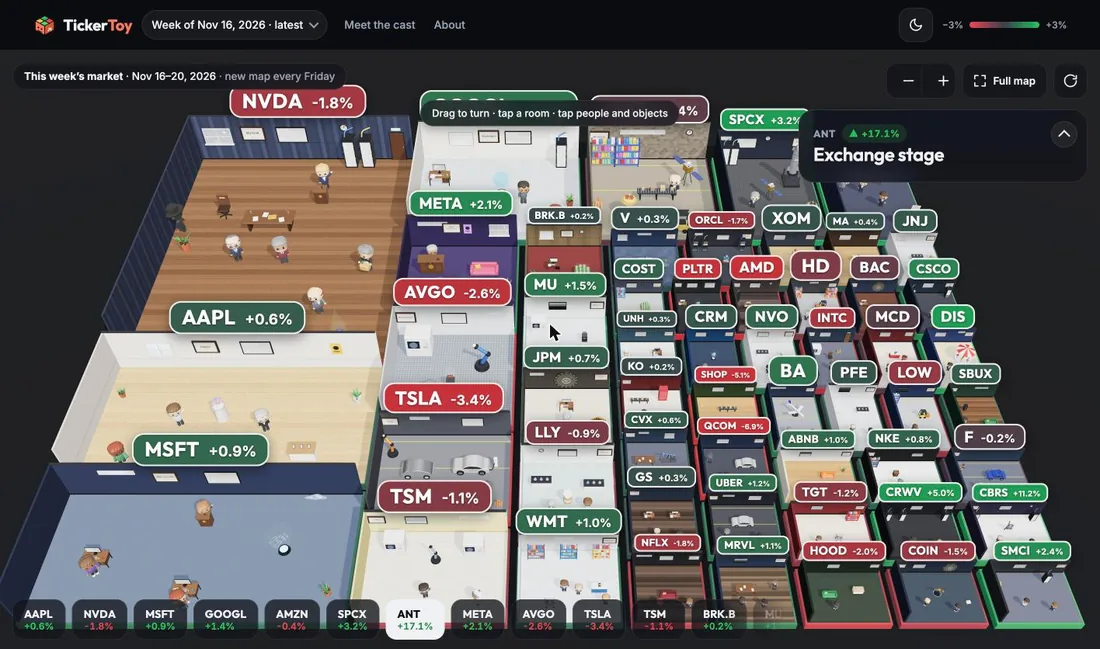 TickerToy
Week of Nov 16, 2026 · latest
Meet the cast
About
−3%
+3%
This week's market · Nov 16–20, 2026 · new map every Friday
Full map
NVDA -1.8%
Drag to turn · tap a room · tap people and objects
4%
SPCX +3.2%
ANT ▲ +17.1%
Exchange stage
META +2.1%
BRK.B +0.2%
V +0.3%
ORCL -1.7%
XOM
MA +0.4%
JNJ
AVGO -2.6%
MU +1.5%
COST
PLTR
AMD
HD
BAC
CSCO
AAPL +0.6%
UNH +0.3%
CRM
NVO
INTC
MCD
DIS
JPM +0.7%
KO +0.2%
SHOP -5.1%
BA
PFE
LOW
SBUX
TSLA -3.4%
CVX +0.6%
QCOM -6.9%
MSFT +0.9%
LLY -0.9%
ABNB +1.0%
NKE +0.8%
F -0.2%
GS +0.3%
UBER +1.2%
TGT -1.2%
CRWV +5.0%
CBRS +11.2%
TSM -1.1%
WMT +1.0%
NFLX -1.8%
MRVL +1.1%
HOOD -2.0%
COIN -1.5%
SMCI +2.4%
AAPL
+0.6%
NVDA
-1.8%
MSFT
+0.9%
GOOGL
+1.4%
AMZN
-0.4%
SPCX
+3.2%
ANT
+17.1%
META
+2.1%
AVGO
-2.6%
TSLA
-3.4%
TSM
-1.1%
BRK.B
+0.2%
MU